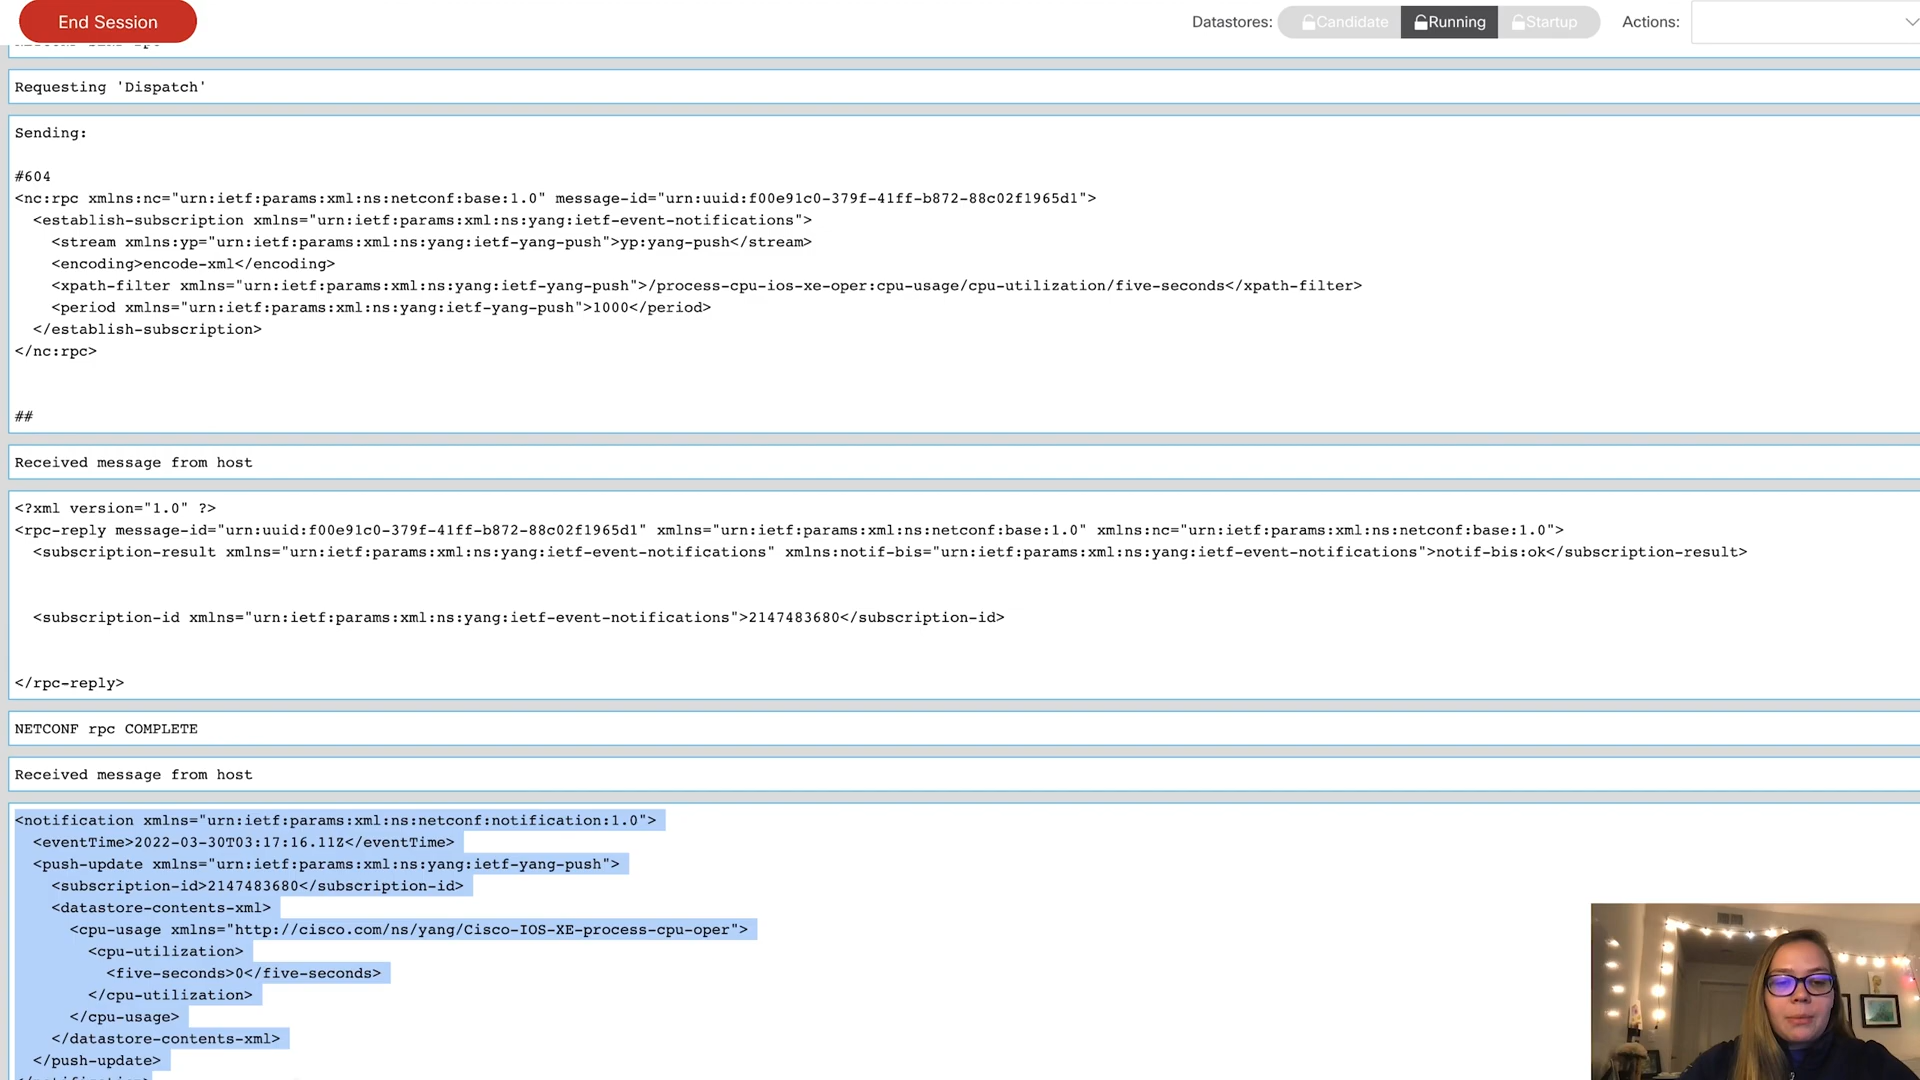 End Session
Datastores:
Candidate
Running
Startup
Actions:
Requesting 'Dispatch'
Sending:
#604
<nc:rpc xmlns:nc="urn:ietf:params:xml:ns:netconf:base:1.0" message-id="urn:uuid:f00e91c0-379f-41ff-b872-88c02f1965d1">
<establish-subscription xmlns="urn:ietf:params:xml:ns:yang:ietf-event-notifications">
<stream xmlns:yp="urn:ietf:params:xml:ns:yang:ietf-yang-push">yp:yang-push</stream>
<encoding>encode-xml</encoding>
<xpath-filter xmlns="urn:ietf:params:xml:ns:yang:ietf-yang-push">/process-cpu-ios-xe-oper:cpu-usage/cpu-utilization/five-seconds</xpath-filter>
<period xmlns="urn:ietf:params:xml:ns:yang:ietf-yang-push">1000</period>
</establish-subscription>
</nc:rpc>
##
Received message from host
<?xml version="1.0" ?>
<rpc-reply message-id="urn:uuid:f00e91c0-379f-41ff-b872-88c02f1965d1" xmlns="urn:ietf:params:xml:ns:netconf:base:1.0" xmlns:nc="urn:ietf:params:xml:ns:netconf:base:1.0">
<subscription-result xmlns="urn:ietf:params:xml:ns:yang:ietf-event-notifications" xmlns:notif-bis="urn:ietf:params:xml:ns:yang:ietf-event-notifications">notif-bis:ok</subscription-result>
<subscription-id xmlns="urn:ietf:params:xml:ns:yang:ietf-event-notifications">2147483680</subscription-id>
</rpc-reply>
NETCONF rpc COMPLETE
Received message from host
<notification xmlns="urn:ietf:params:xml:ns:netconf:notification:1.0">
<eventTime>2022-03-30T03:17:16.11Z</eventTime>
<push-update xmlns="urn:ietf:params:xml:ns:yang:ietf-yang-push">
<subscription-id>2147483680</subscription-id>
<datastore-contents-xml>
<cpu-usage xmlns="http://cisco.com/ns/yang/Cisco-IOS-XE-process-cpu-oper">
<cpu-utilization>
<five-seconds>0</five-seconds>
</cpu-utilization>
</cpu-usage>
</datastore-contents-xml>
</push-update>